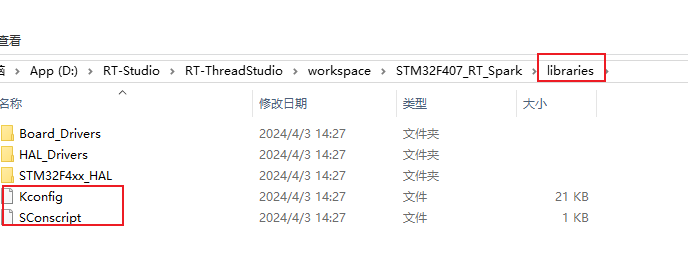 查看
App (D:) › RT-Studio › RT-ThreadStudio › workspace › STM32F407_RT_Spark › libraries ›
名称 修改日期 类型 大小
Board_Drivers 2024/4/3 14:27 文件夹
HAL_Drivers 2024/4/3 14:27 文件夹
STM32F4xx_HAL 2024/4/3 14:27 文件夹
Kconfig 2024/4/3 14:27 文件 21 KB
SConscript 2024/4/3 14:27 文件 1 KB